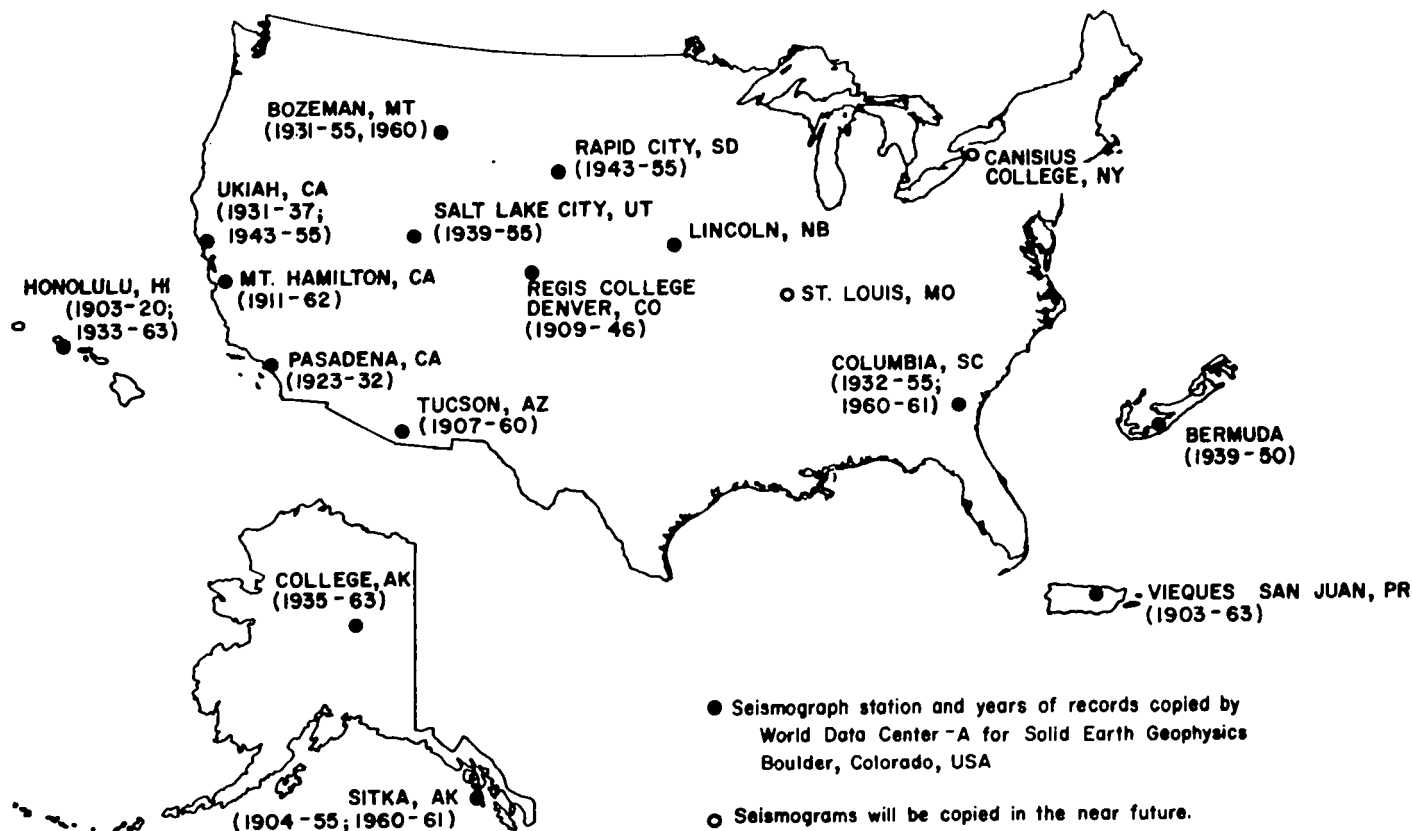 BOZEMAN, MT
(1931-55, 1960)
RAPID CITY, SD
(1943-55)
CANISIUS
COLLEGE, NY
UKIAH, CA
(1931-37;
1943-55)
SALT LAKE CITY, UT
(1939-55)
LINCOLN, NB
HONOLULU, HI
(1903-20;
1933-63)
MT. HAMILTON, CA
(1911-62)
REGIS COLLEGE
DENVER, CO
(1909-46)
ST. LOUIS, MO
PASADENA, CA
(1923-32)
COLUMBIA, SC
(1932-55;
1960-61)
TUCSON, AZ
(1907-60)
BERMUDA
(1939-50)
COLLEGE, AK
(1935-63)
VIEQUES SAN JUAN, PR
(1903-63)
Seismograph station and years of records copied by
World Data Center-A for Solid Earth Geophysics
Boulder, Colorado, USA
SITKA, AK
(1904-55; 1960-61)
Seismograms will be copied in the near future.